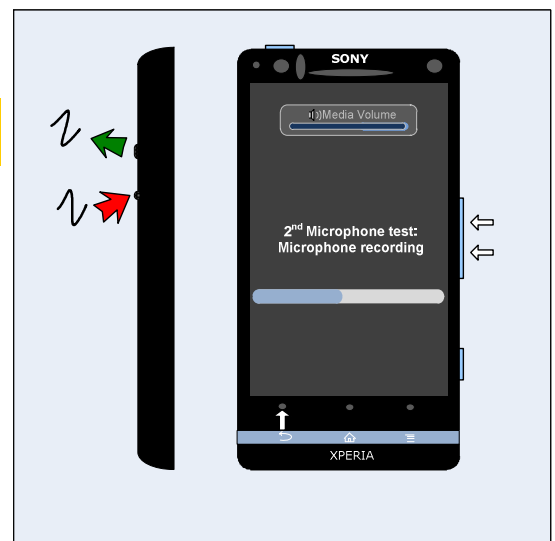 SONY
Media Volume
2nd Microphone test:
Microphone recording
XPERIA